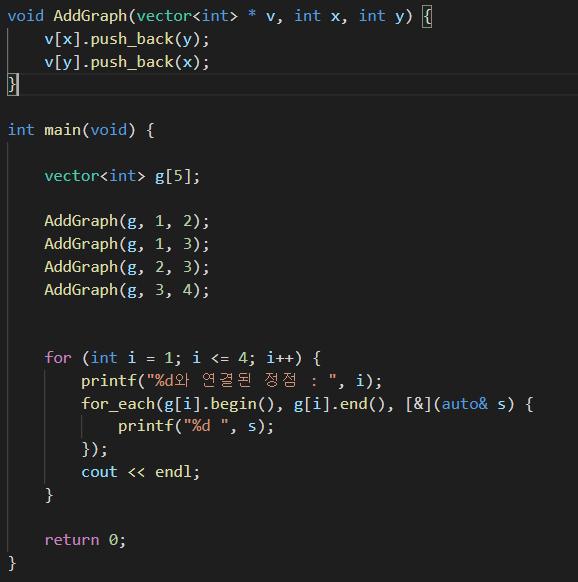 void AddGraph(vector<int> * v, int x, int y) {
    v[x].push_back(y);
    v[y].push_back(x);
}
int main(void) {
    vector<int> g[5];
    AddGraph(g, 1, 2);
    AddGraph(g, 1, 3);
    AddGraph(g, 2, 3);
    AddGraph(g, 3, 4);
    for (int i = 1; i <= 4; i++) {
        printf("%d와 연결된 정점 : ", i);
        for_each(g[i].begin(), g[i].end(), [&](auto& s) {
            printf("%d ", s);
        });
        cout << endl;
    }
    return 0;
}